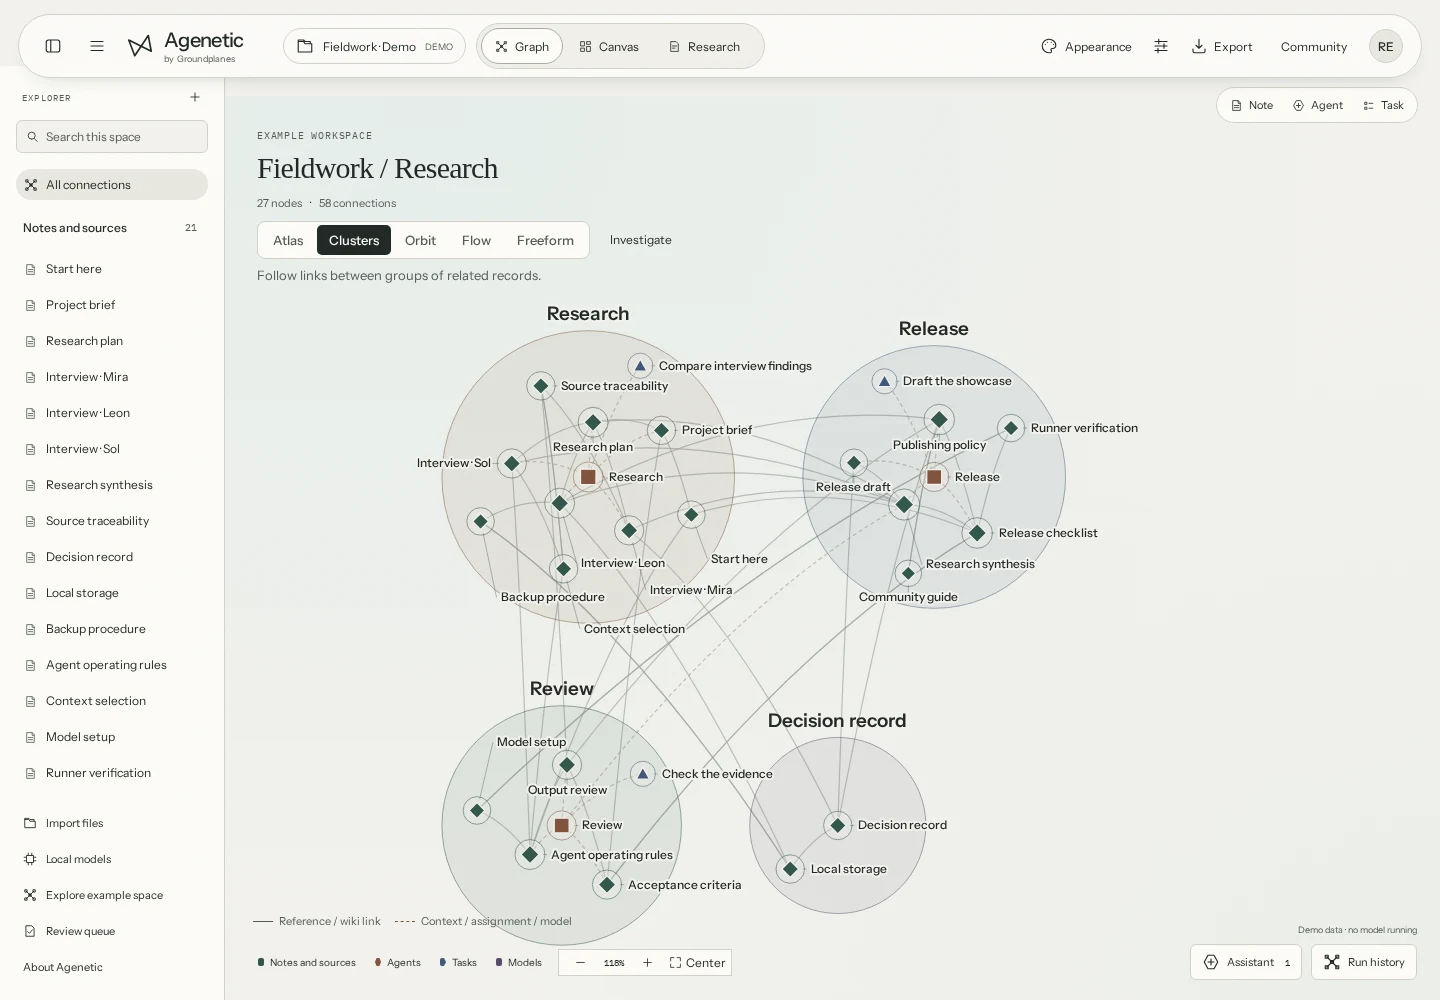 Agenetic
by Groundplanes
Fieldwork·Demo DEMO
Graph
Canvas
Research
Appearance
Export
Community
RE
EXPLORER
Search this space
All connections
Notes and sources 21
Start here
Project brief
Research plan
Interview·Mira
Interview·Leon
Interview·Sol
Research synthesis
Source traceability
Decision record
Local storage
Backup procedure
Agent operating rules
Context selection
Model setup
Runner verification
Import files
Local models
Explore example space
Review queue
About Agenetic
Note
Agent
Task
EXAMPLE WORKSPACE
Fieldwork / Research
27 nodes · 58 connections
Atlas
Clusters
Orbit
Flow
Freeform
Investigate
Follow links between groups of related records.
Research
Compare interview findings
Source traceability
Project brief
Research plan
Interview·Sol
Research
Start here
Interview·Leon
Interview·Mira
Backup procedure
Context selection
Release
Draft the showcase
Runner verification
Publishing policy
Release
Release draft
Release checklist
Research synthesis
Community guide
Review
Model setup
Check the evidence
Output review
Review
Agent operating rules
Acceptance criteria
Decision record
Decision record
Local storage
Reference / wiki link
Context / assignment / model
Notes and sources
Agents
Tasks
Models
118%
Center
Demo data · no model running
Assistant 1
Run history